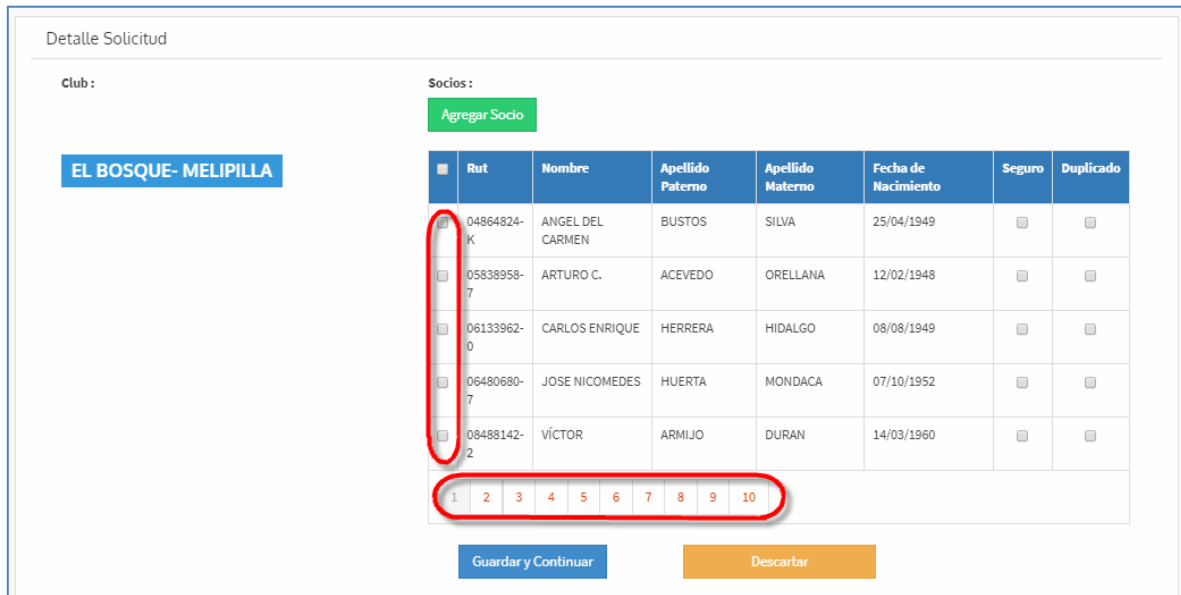 Detalle Solicitud
Club :
Socios :
Agregar Socio
EL BOSQUE- MELIPILLA
Rut Nombre Apellido Paterno Apellido Materno Fecha de Nacimiento Seguro Duplicado
04864824-K ANGEL DEL CARMEN BUSTOS SILVA 25/04/1949
05838958-7 ARTURO C. ACEVEDO ORELLANA 12/02/1948
06133962-0 CARLOS ENRIQUE HERRERA HIDALGO 08/08/1949
06480680-7 JOSE NICOMEDES HUERTA MONDACA 07/10/1952
08488142-2 VÍCTOR ARMIJO DURAN 14/03/1960
1 2 3 4 5 6 7 8 9 10
Guardar y Continuar
Descartar